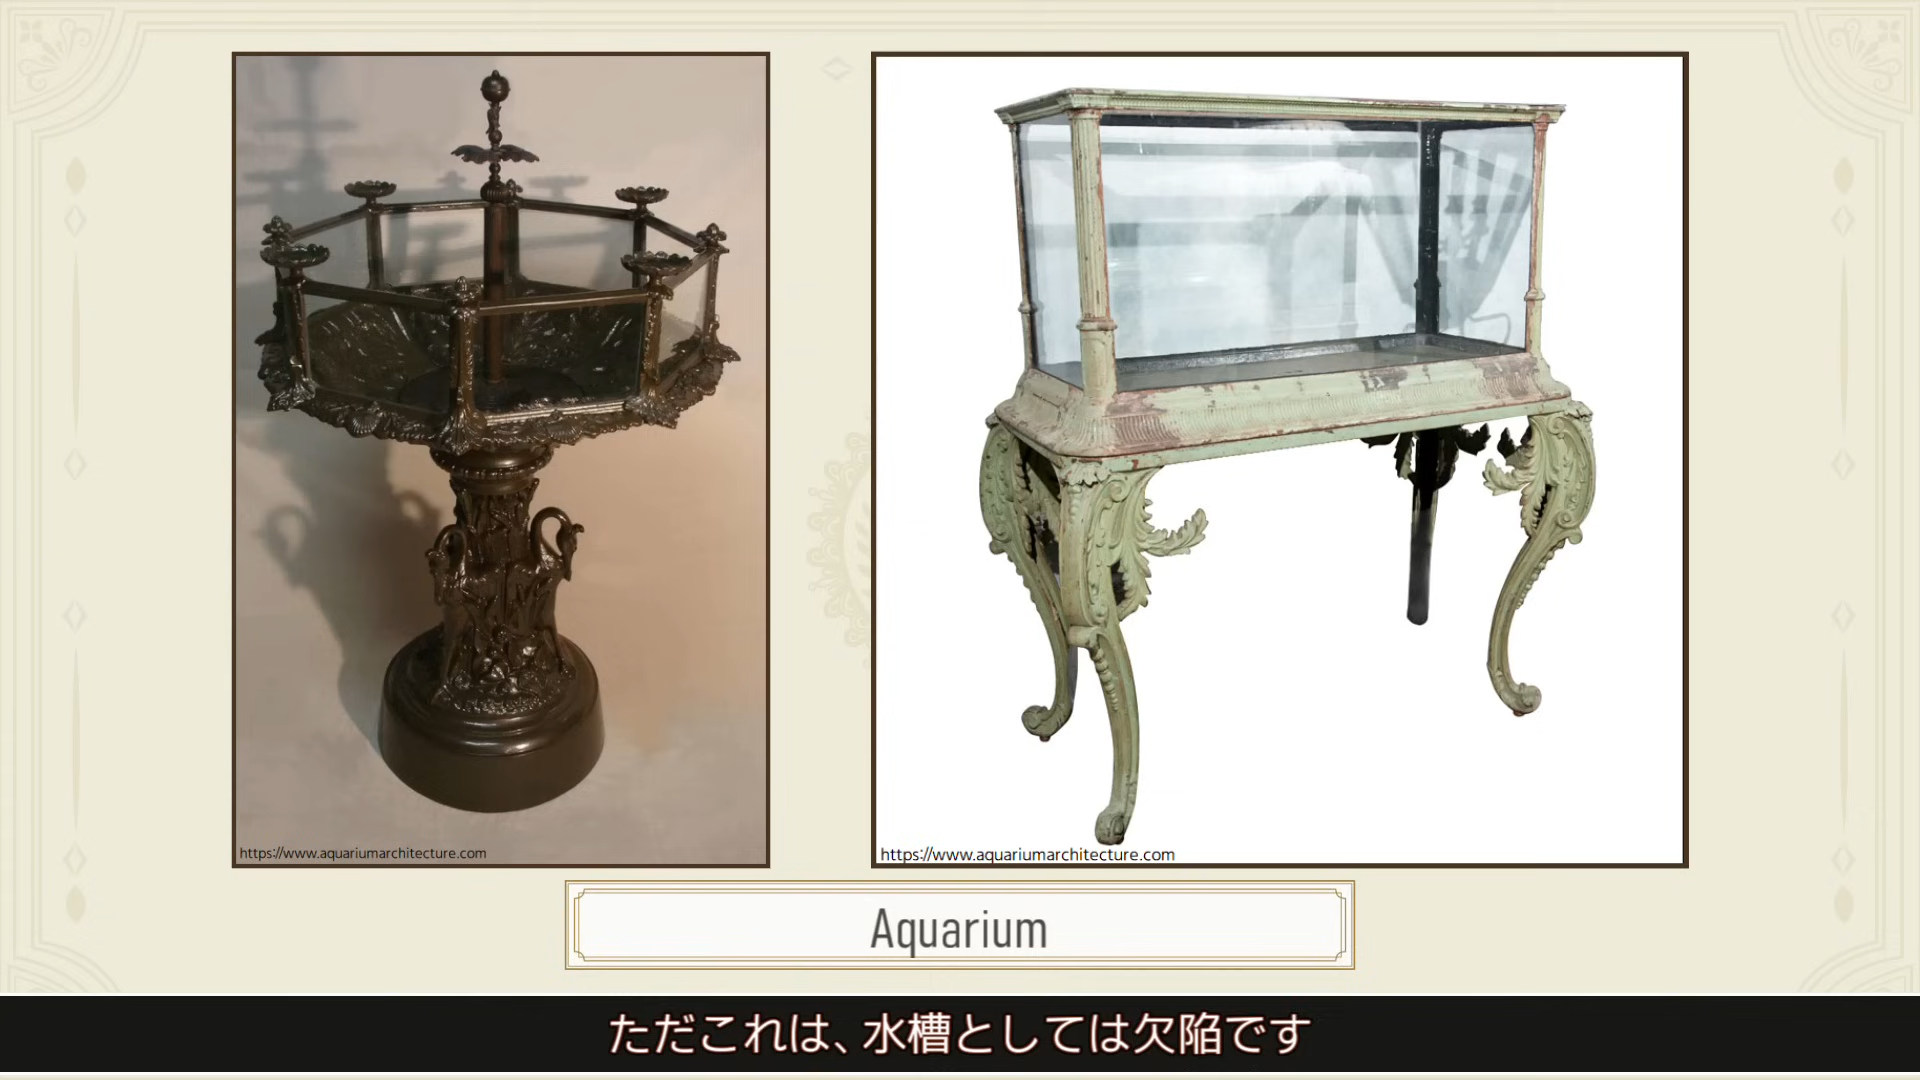 https://www.aquariumarchitecture.com
https://www.aquariumarchitecture.com
Aquarium
ただこれは、水槽としては欠陥です